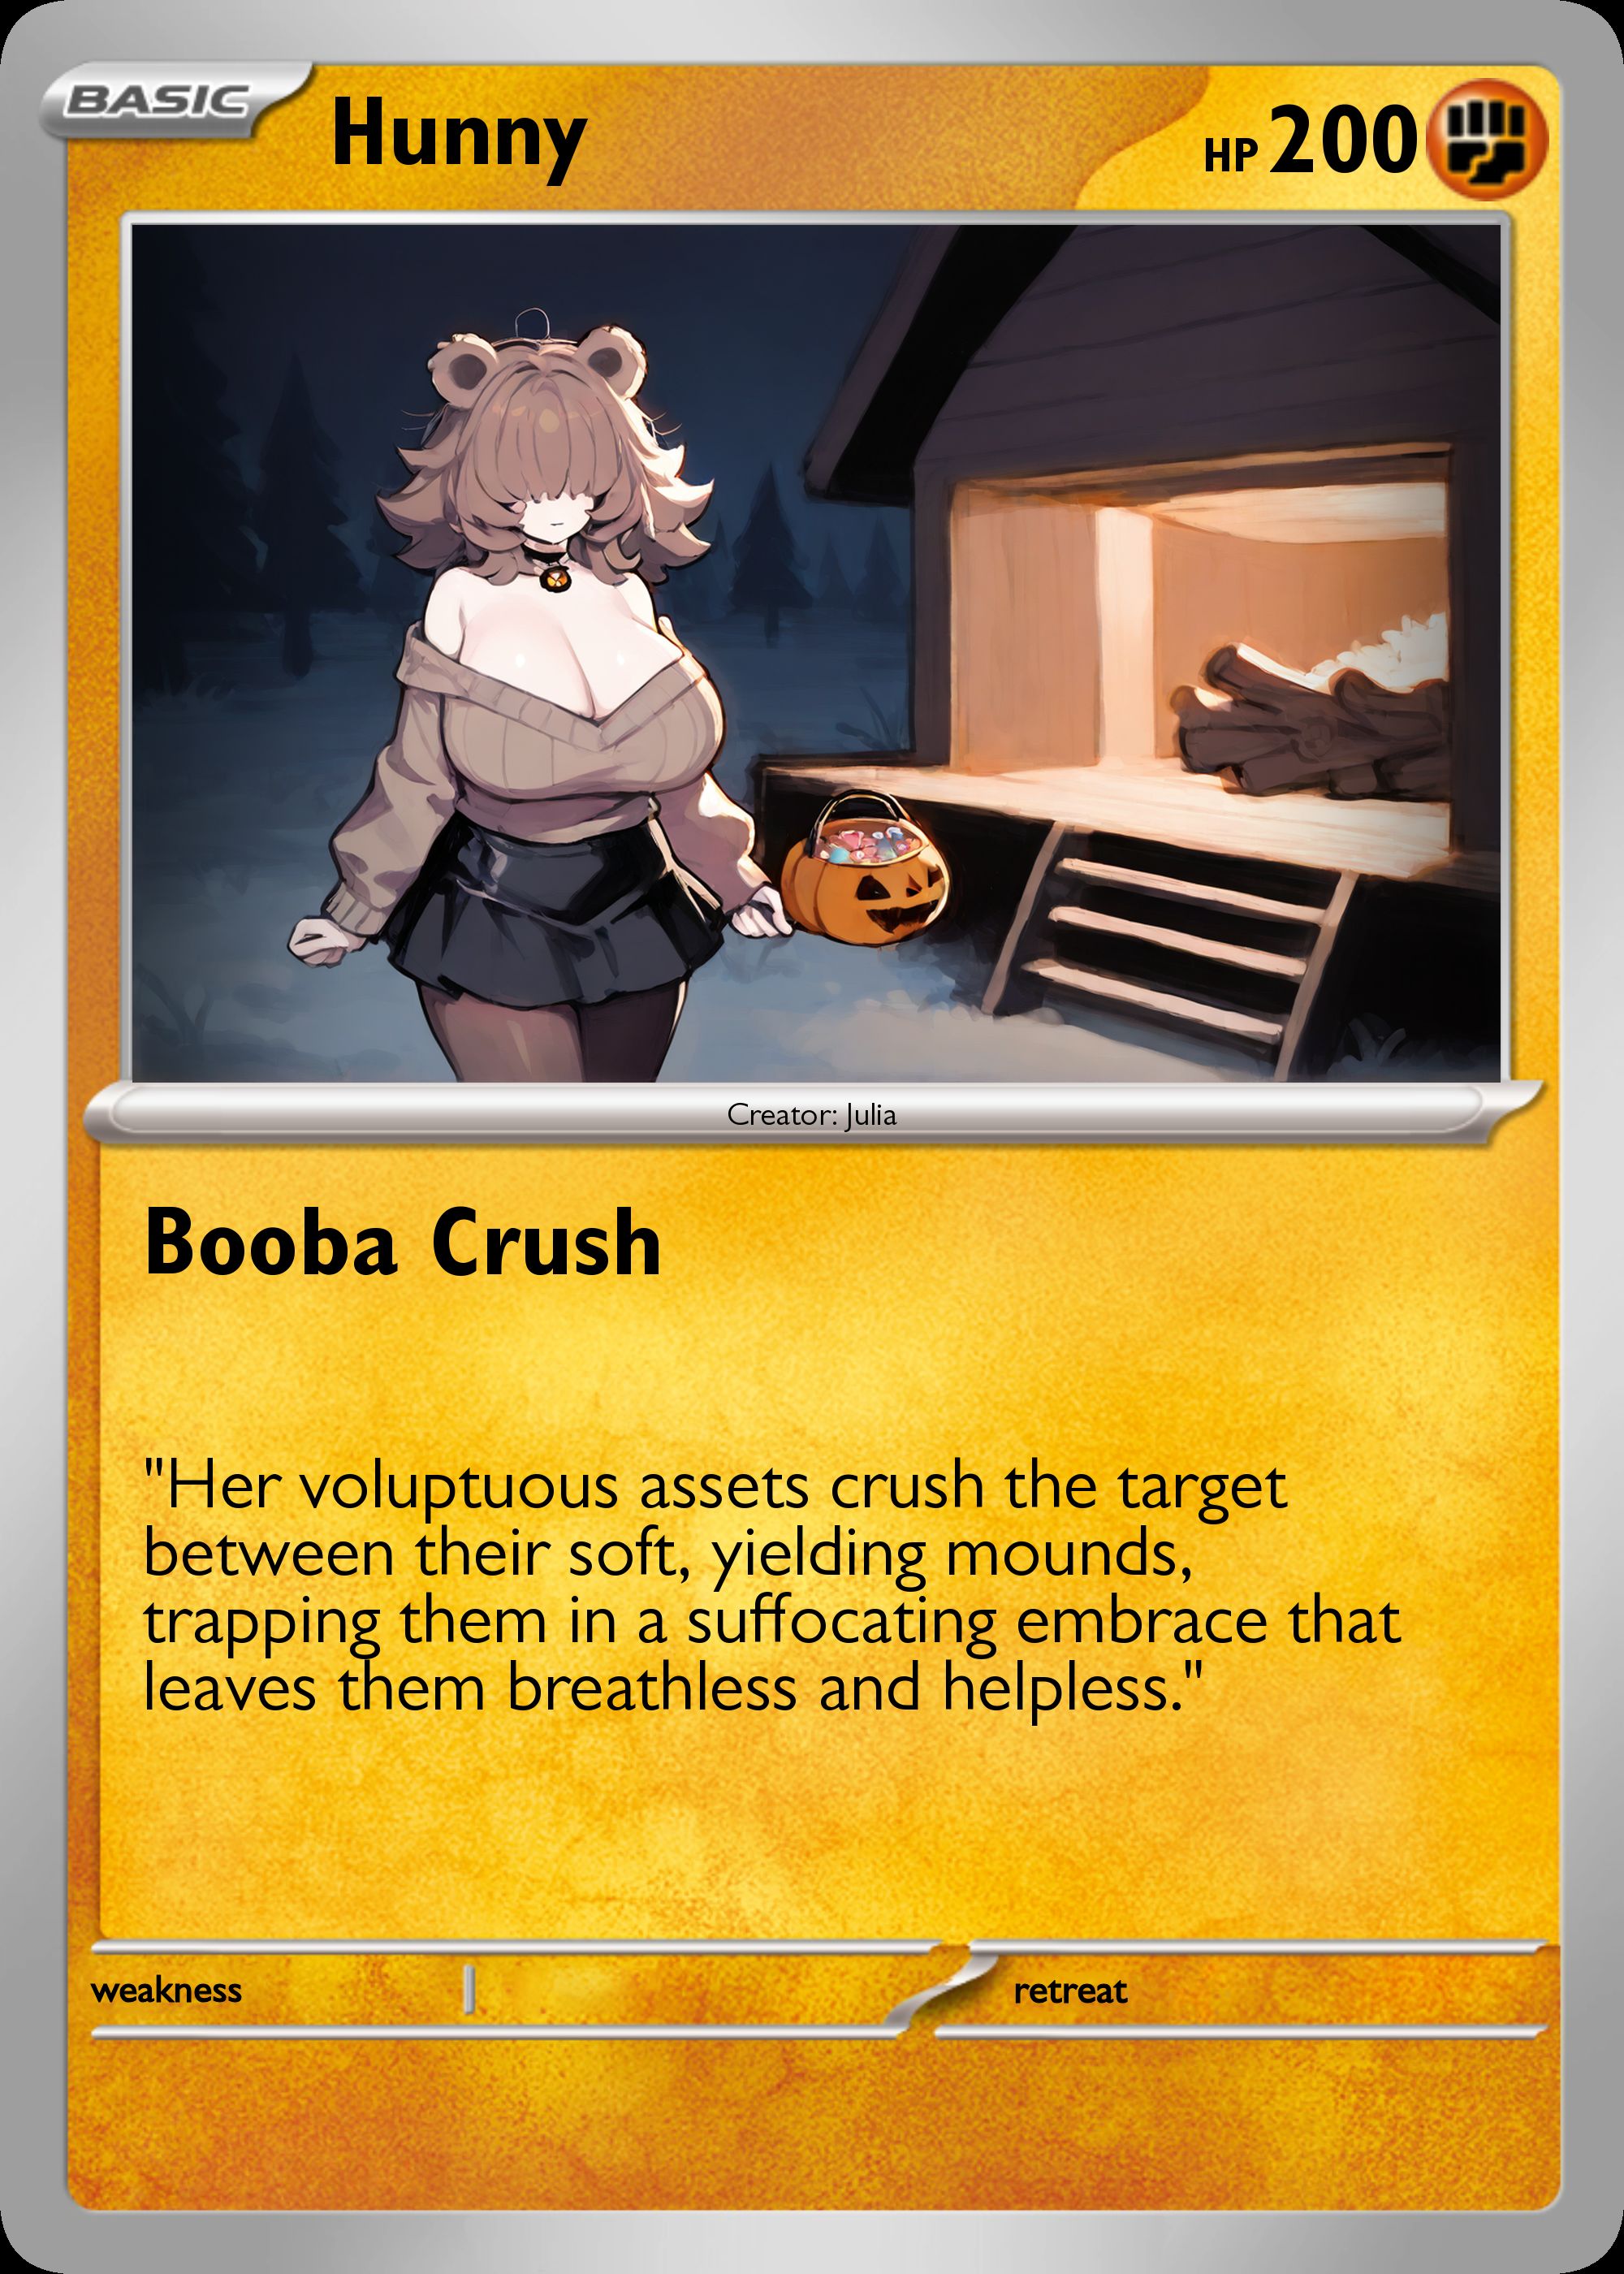 BASIC
Hunny
HP 200
Creator: Julia
Booba Crush
"Her voluptuous assets crush the target
between their soft, yielding mounds,
trapping them in a suffocating embrace that
leaves them breathless and helpless."
weakness
retreat